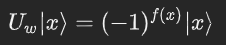 U_w|x⟩ = (−1)^{f(x)}|x⟩